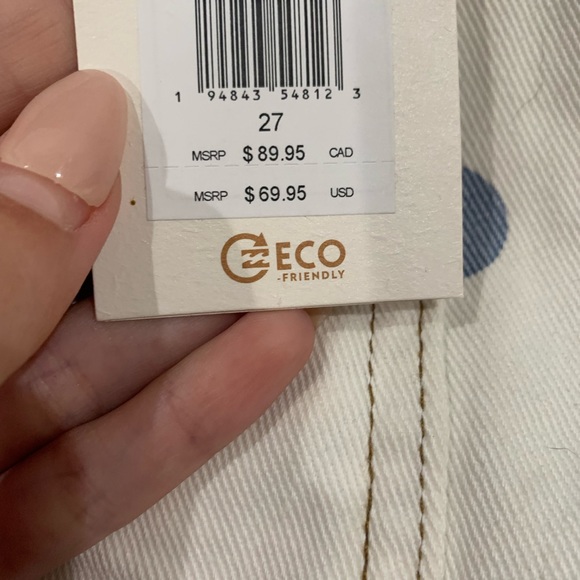 1 94843 54812 3
27
MSRP $89.95 CAD
MSRP $69.95 USD
ECO
-FRIENDLY